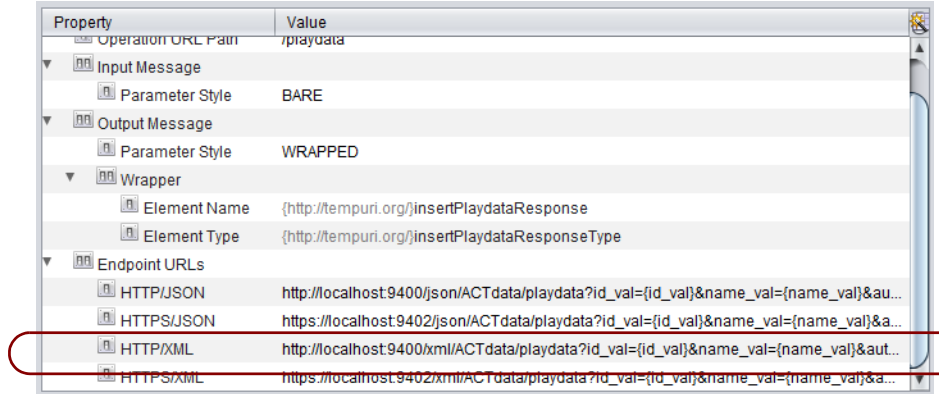 Property Value
Operation URL Path /playdata
Input Message
Parameter Style BARE
Output Message
Parameter Style WRAPPED
Wrapper
Element Name {http://tempuri.org/}insertPlaydataResponse
Element Type {http://tempuri.org/}insertPlaydataResponseType
Endpoint URLs
HTTP/JSON http://localhost:9400/json/ACTdata/playdata?id_val={id_val}&name_val={name_val}&au...
HTTPS/JSON https://localhost:9402/json/ACTdata/playdata?id_val={id_val}&name_val={name_val}&a...
HTTP/XML http://localhost:9400/xml/ACTdata/playdata?id_val={id_val}&name_val={name_val}&aut...
HTTPS/XML https://localhost:9402/xml/ACTdata/playdata?id_val={id_val}&name_val={name_val}&a...